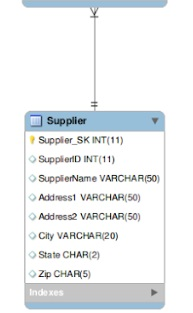 Supplier
Supplier_SK INT(11)
SupplierID INT(11)
SupplierName VARCHAR(50)
Address1 VARCHAR(50)
Address2 VARCHAR(50)
City VARCHAR(20)
State CHAR(2)
Zip CHAR(5)
Indexes